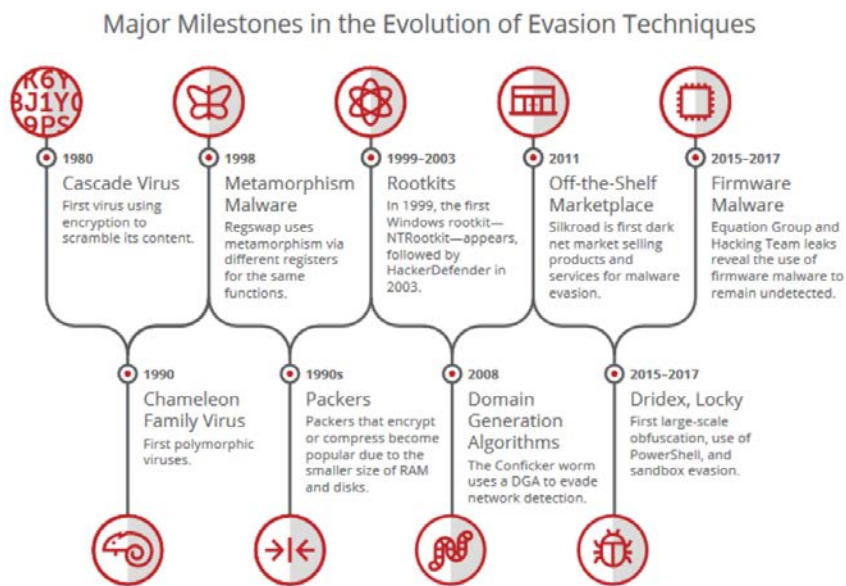 Major Milestones in the Evolution of Evasion Techniques
K6Y
BJ1Y0
9PS
1980
Cascade Virus
First virus using
encryption to
scramble its content.
1998
Metamorphism
Malware
Regswap uses
metamorphism via
different registers
for the same
functions.
1999–2003
Rootkits
In 1999, the first
Windows rootkit—
NTRootkit—appears,
followed by
HackerDefender in
2003.
2011
Off-the-Shelf
Marketplace
Silkroad is first dark
net market selling
products and
services for malware
evasion.
2015–2017
Firmware
Malware
Equation Group and
Hacking Team leaks
reveal the use of
firmware malware to
remain undetected.
1990
Chameleon
Family Virus
First polymorphic
viruses.
1990s
Packers
Packers that encrypt
or compress become
popular due to the
smaller size of RAM
and disks.
2008
Domain
Generation
Algorithms
The Conficker worm
uses a DGA to evade
network detection.
2015–2017
Dridex, Locky
First large-scale
obfuscation, use of
PowerShell, and
sandbox evasion.